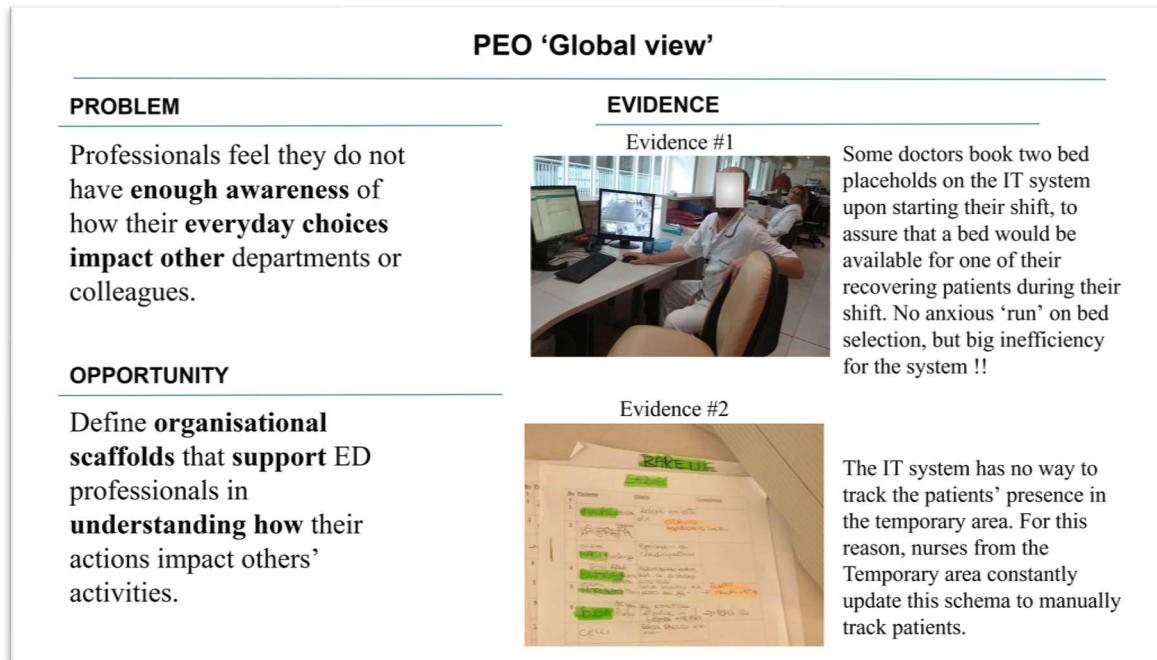 PEO ‘Global view’
PROBLEM
Professionals feel they do not
have enough awareness of
how their everyday choices
impact other departments or
colleagues.
OPPORTUNITY
Define organisational
scaffolds that support ED
professionals in
understanding how their
actions impact others’
activities.
EVIDENCE
Evidence #1
Some doctors book two bed
placeholds on the IT system
upon starting their shift, to
assure that a bed would be
available for one of their
recovering patients during their
shift. No anxious ‘run’ on bed
selection, but big inefficiency
for the system !!
Evidence #2
BARELLE
SEDIE
The IT system has no way to
track the patients’ presence in
the temporary area. For this
reason, nurses from the
Temporary area constantly
update this schema to manually
track patients.